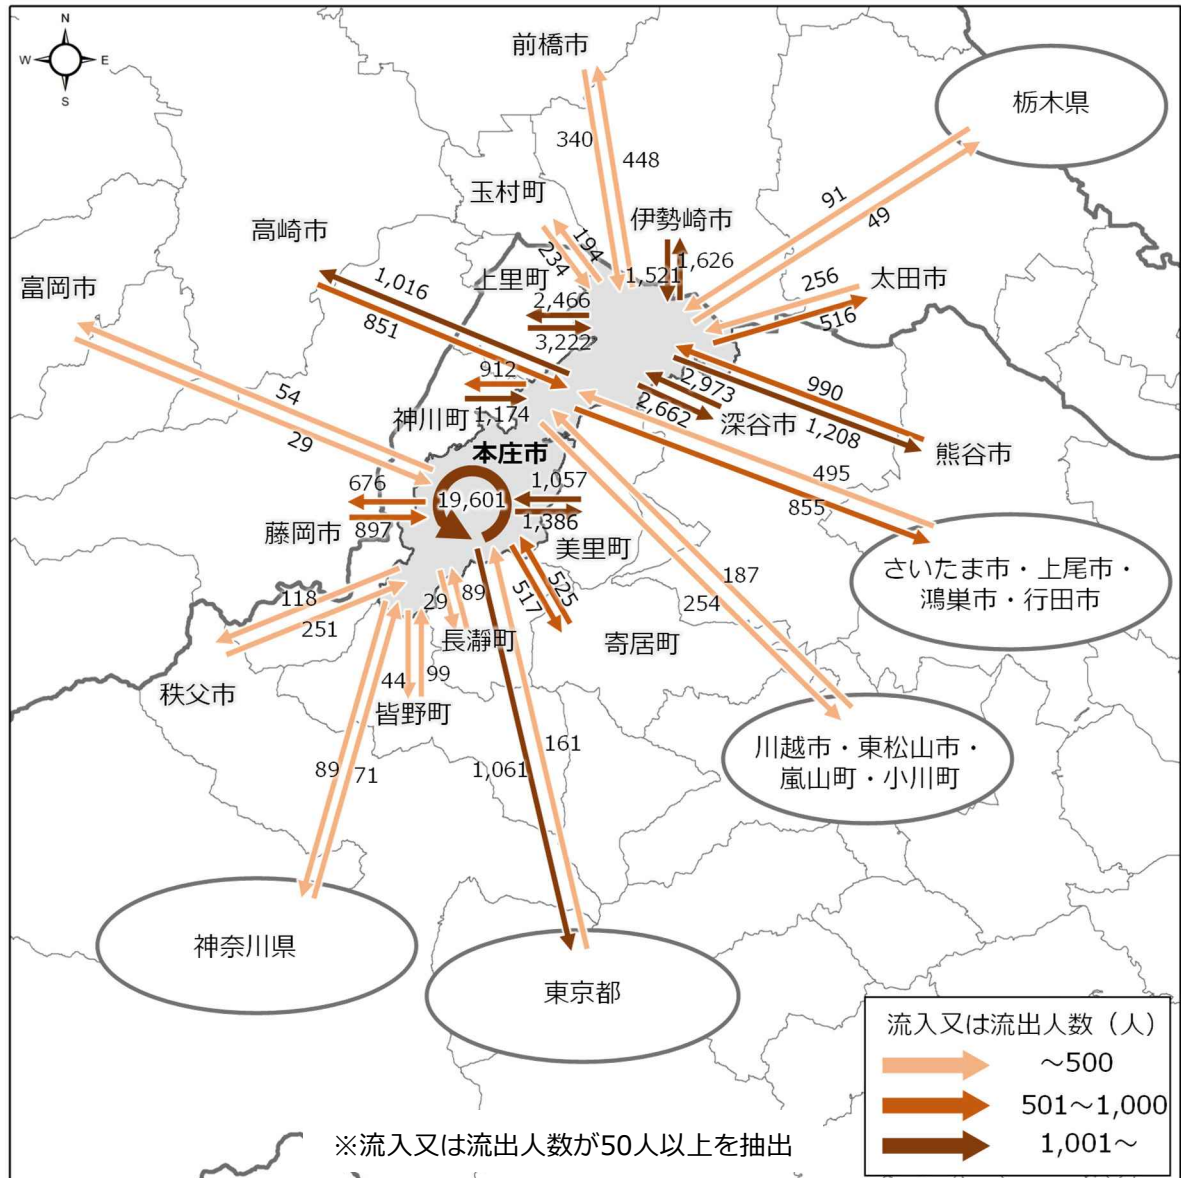 N
W
E
S
前橋市
栃木県
340
448
玉村町
91
49
伊勢崎市
高崎市
194
234
1,521
1,626
太田市
256
516
富岡市
上里町
1,016
2,466
851
3,222
912
2,973
990
神川町
1,174
2,662
深谷市
1,208
熊谷市
54
29
本庄市
495
676
19,601
1,057
855
藤岡市
897
1,386
美里町
さいたま市・上尾市・
鴻巣市・行田市
118
29
89
517
525
187
254
251
長瀞町
寄居町
秩父市
44
99
皆野町
89
71
1,061
161
川越市・東松山市・
嵐山町・小川町
神奈川県
東京都
流入又は流出人数（人）
～500
501～1,000
1,001～
※流入又は流出人数が50人以上を抽出